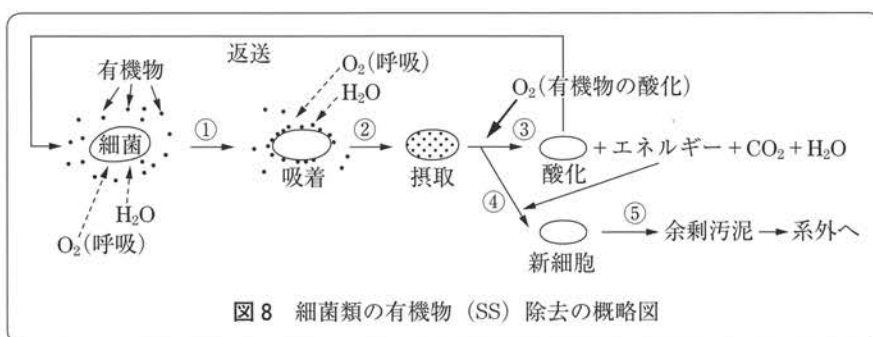 返送
有機物
O₂(呼吸)
H₂O
O₂(有機物の酸化)
細菌
①
②
③
+エネルギー+CO₂+H₂O
吸着
摂取
酸化
H₂O
O₂(呼吸)
④
⑤
余剰汚泥
系外へ
新細胞
図8 細菌類の有機物(SS)除去の概略図